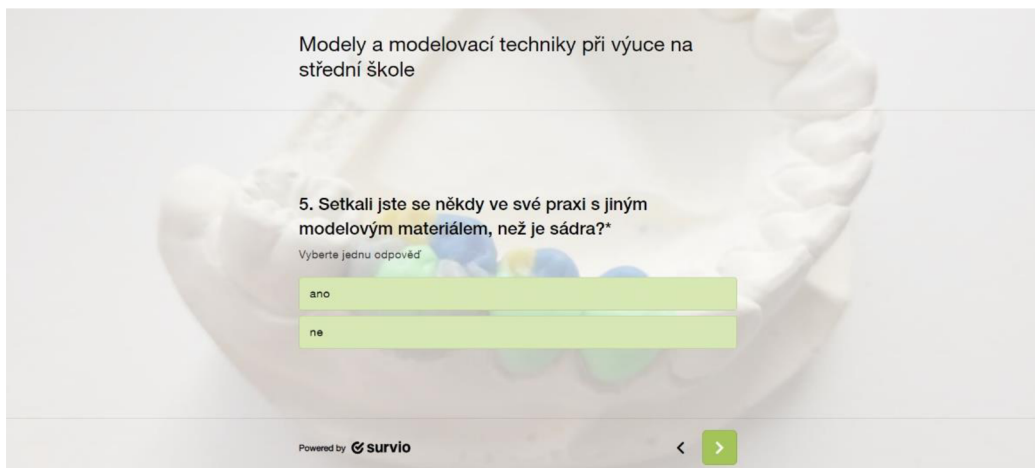 Modely a modelovací techniky při výuce na
střední škole
5. Setkali jste se někdy ve své praxi s jiným
modelovým materiálem, než je sádra?*
Vyberte jednu odpověď
ano
ne
Powered by survio